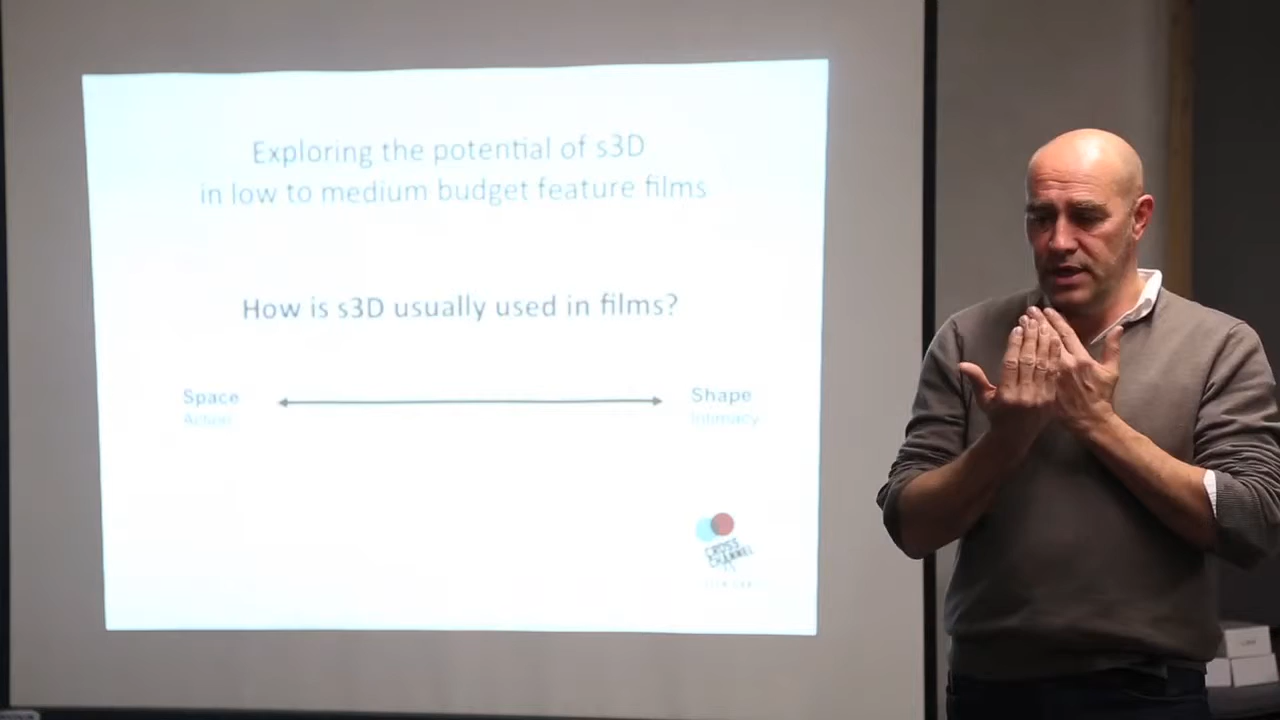 Exploring the potential of s3D
in low to medium budget feature films
How is s3D usually used in films?
Space
Shape
Action
Intimacy
CROSS
CHANNEL